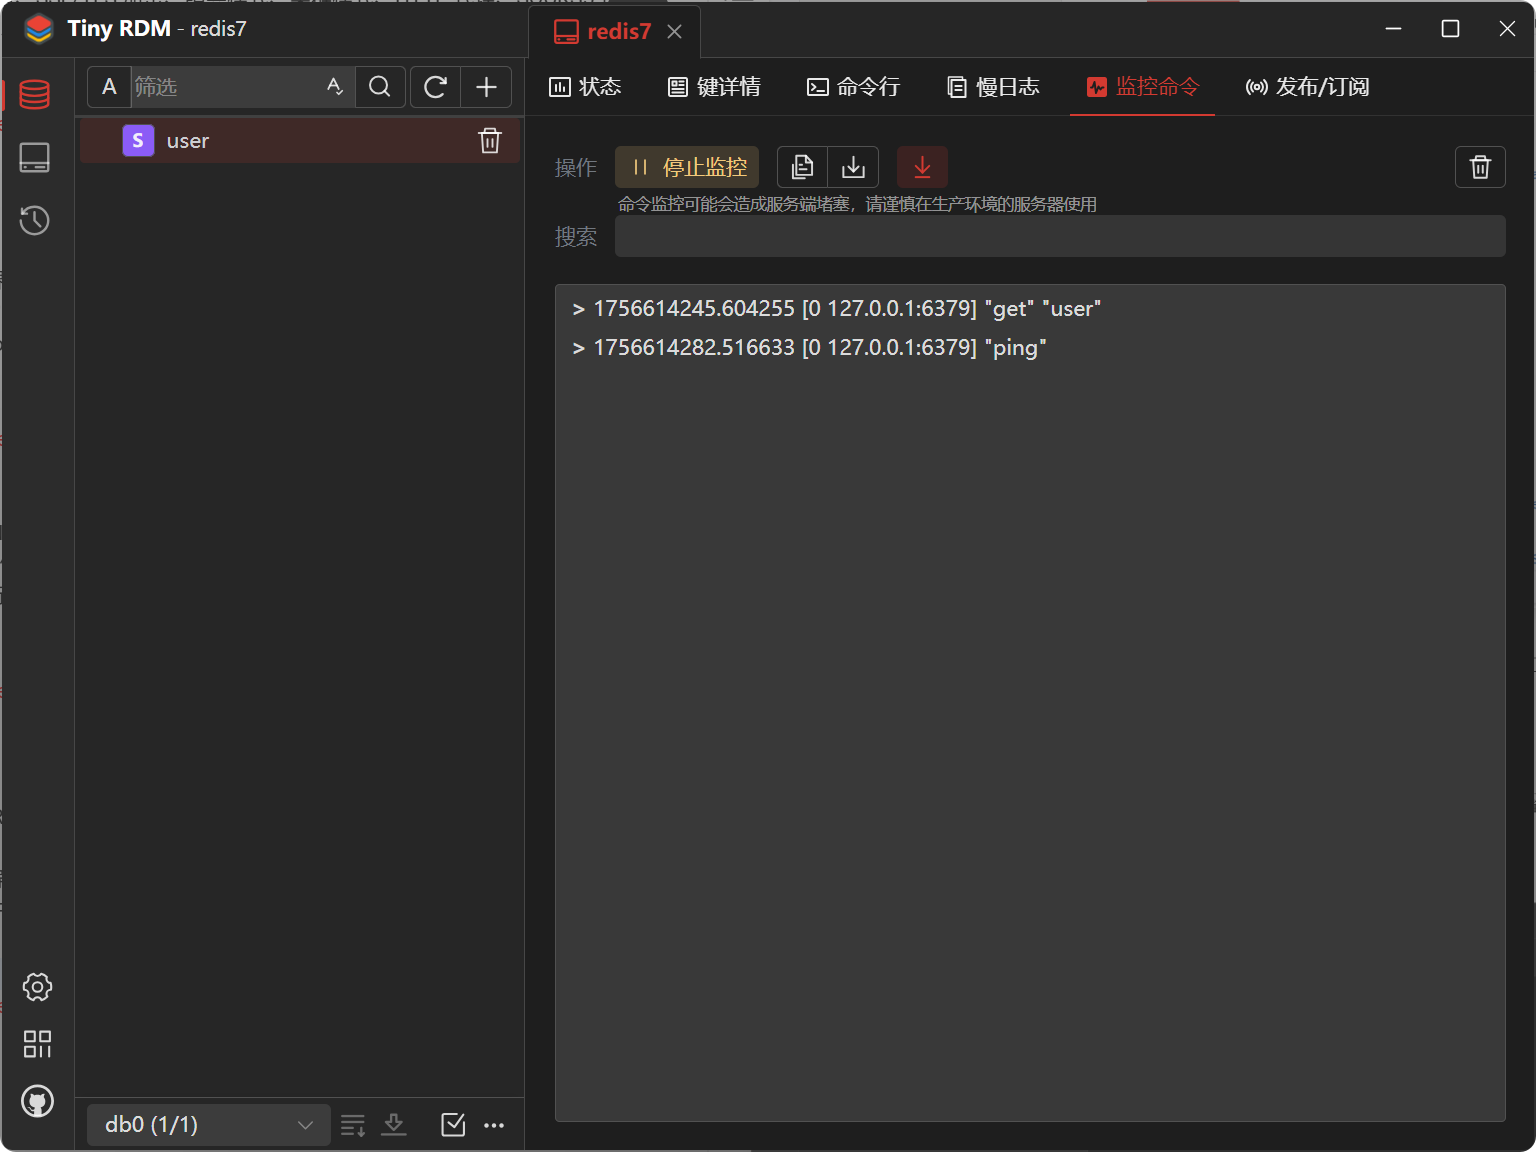 Tiny RDM - redis7
redis7
A 筛选
状态 键详情 命令行 慢日志 监控命令 发布/订阅
S user
操作 停止监控
命令监控可能会造成服务端堵塞，请谨慎在生产环境的服务器使用
搜索
> 1756614245.604255 [0 127.0.0.1:6379] "get" "user"
> 1756614282.516633 [0 127.0.0.1:6379] "ping"
db0 (1/1)